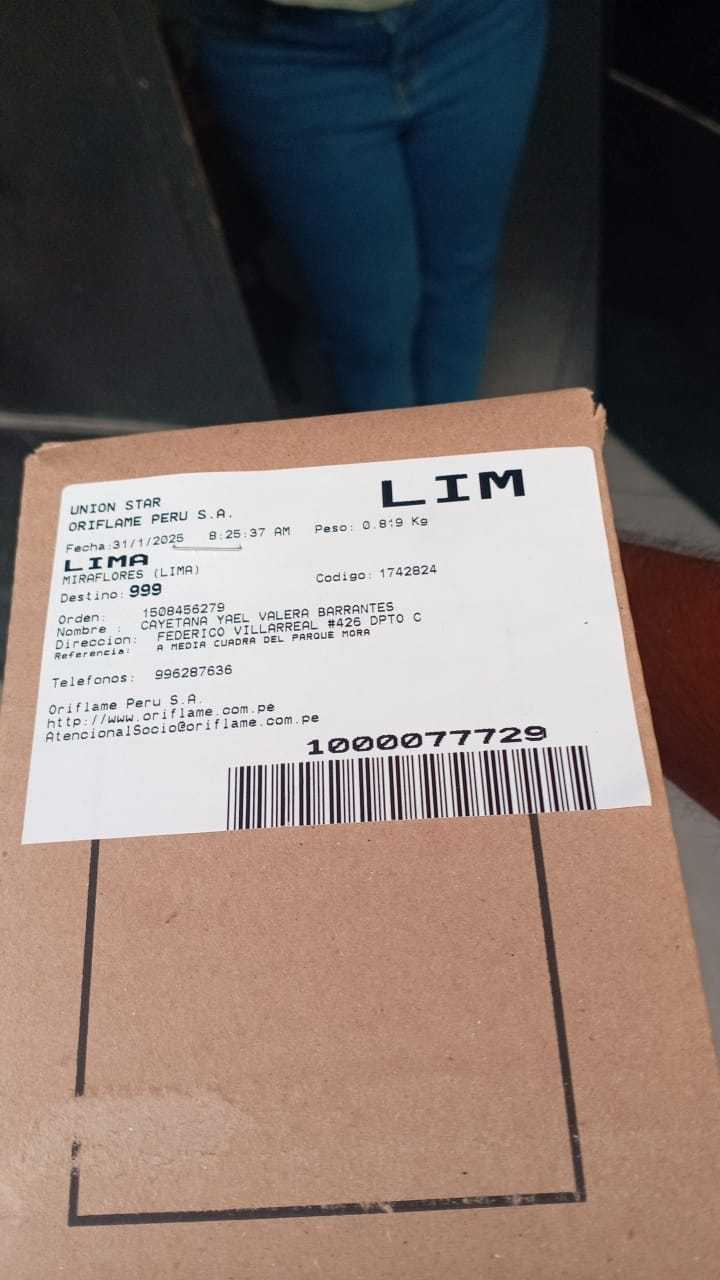 UNION STAR
ORIFLAME PERU S.A.
LIM
Fecha:31/1/2025 8:25:37 AM Peso: 0.819 Kg
LIMA
MIRAFLORES (LIMA)
Destino: 999 Codigo: 1742824
Orden: 1508456279
Nombre : CAYETANA YAEL VALERA BARRANTES
Direccion: FEDERICO VILLARREAL #426 DPTO C
Referencia: A MEDIA CUADRA DEL PARQUE MORA
Telefonos: 996287636
Oriflame Peru S.A.
http://www.oriflame.com.pe
AtencionalSocio@oriflame.com.pe
1000077729